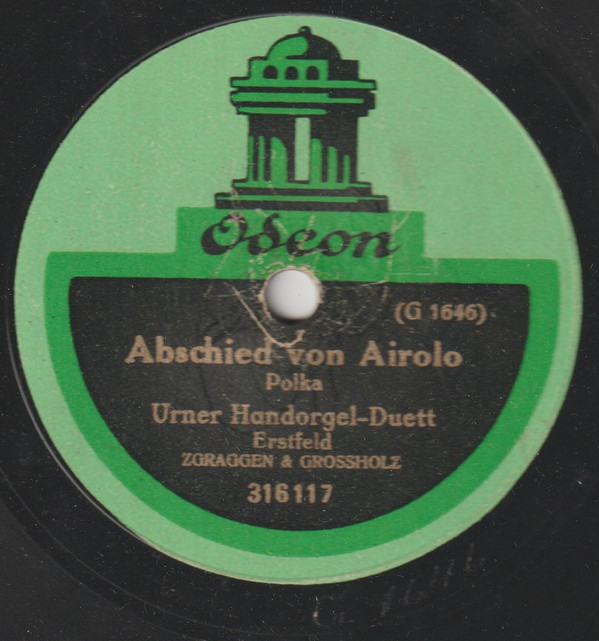 Odeon
(G 1646)
Abschied von Airolo
Polka
Urner Handorgel-Duett
Erstfeld
ZGRAGGEN & GROSSHOLZ
316117